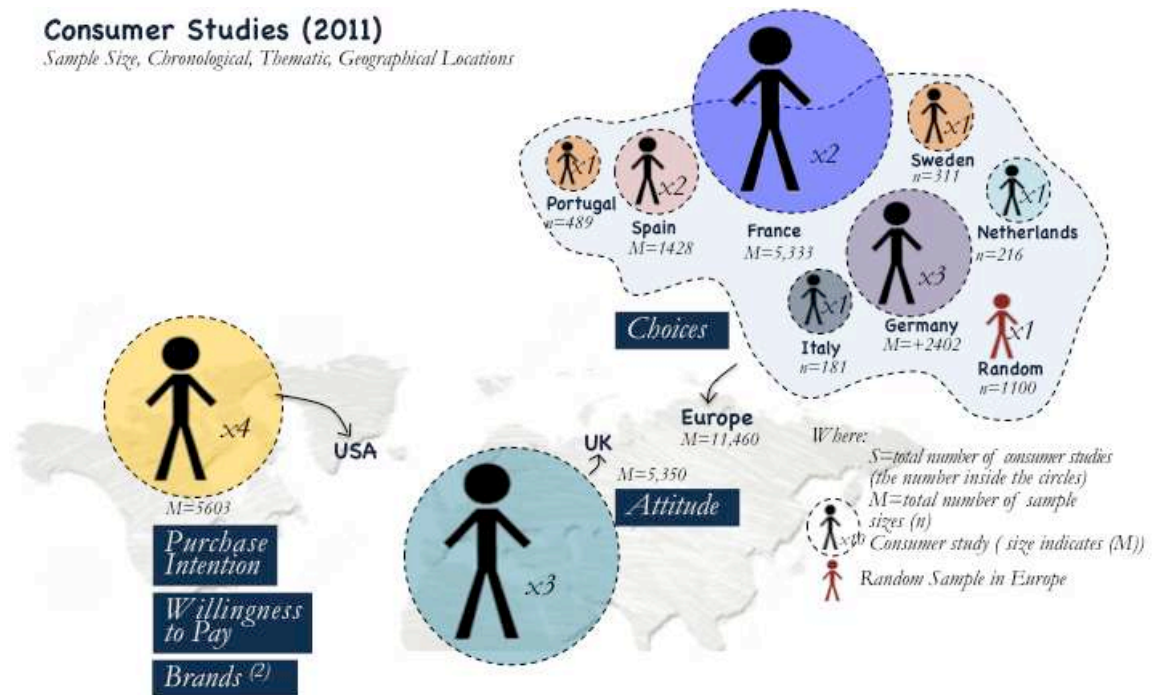 Consumer Studies (2011)
Sample Size, Chronological, Thematic, Geographical Locations
x2
x1
Sweden
n=311
x1
Portugal
n=489
x2
Spain
M=1428
France
M=5,333
x1
Netherlands
n=216
x3
Germany
M=+2402
x1
Italy
n=181
x1
Random
n=1100
Choices
Europe
M=11,460
x4
USA
M=5603
Purchase
Intention
Willingness
to Pay
Brands (2)
UK
M=5,350
Attitude
x3
Where:
S=total number of consumer studies
(the number inside the circles)
M=total number of sample
sizes (n)
Consumer study ( size indicates (M))
Random Sample in Europe